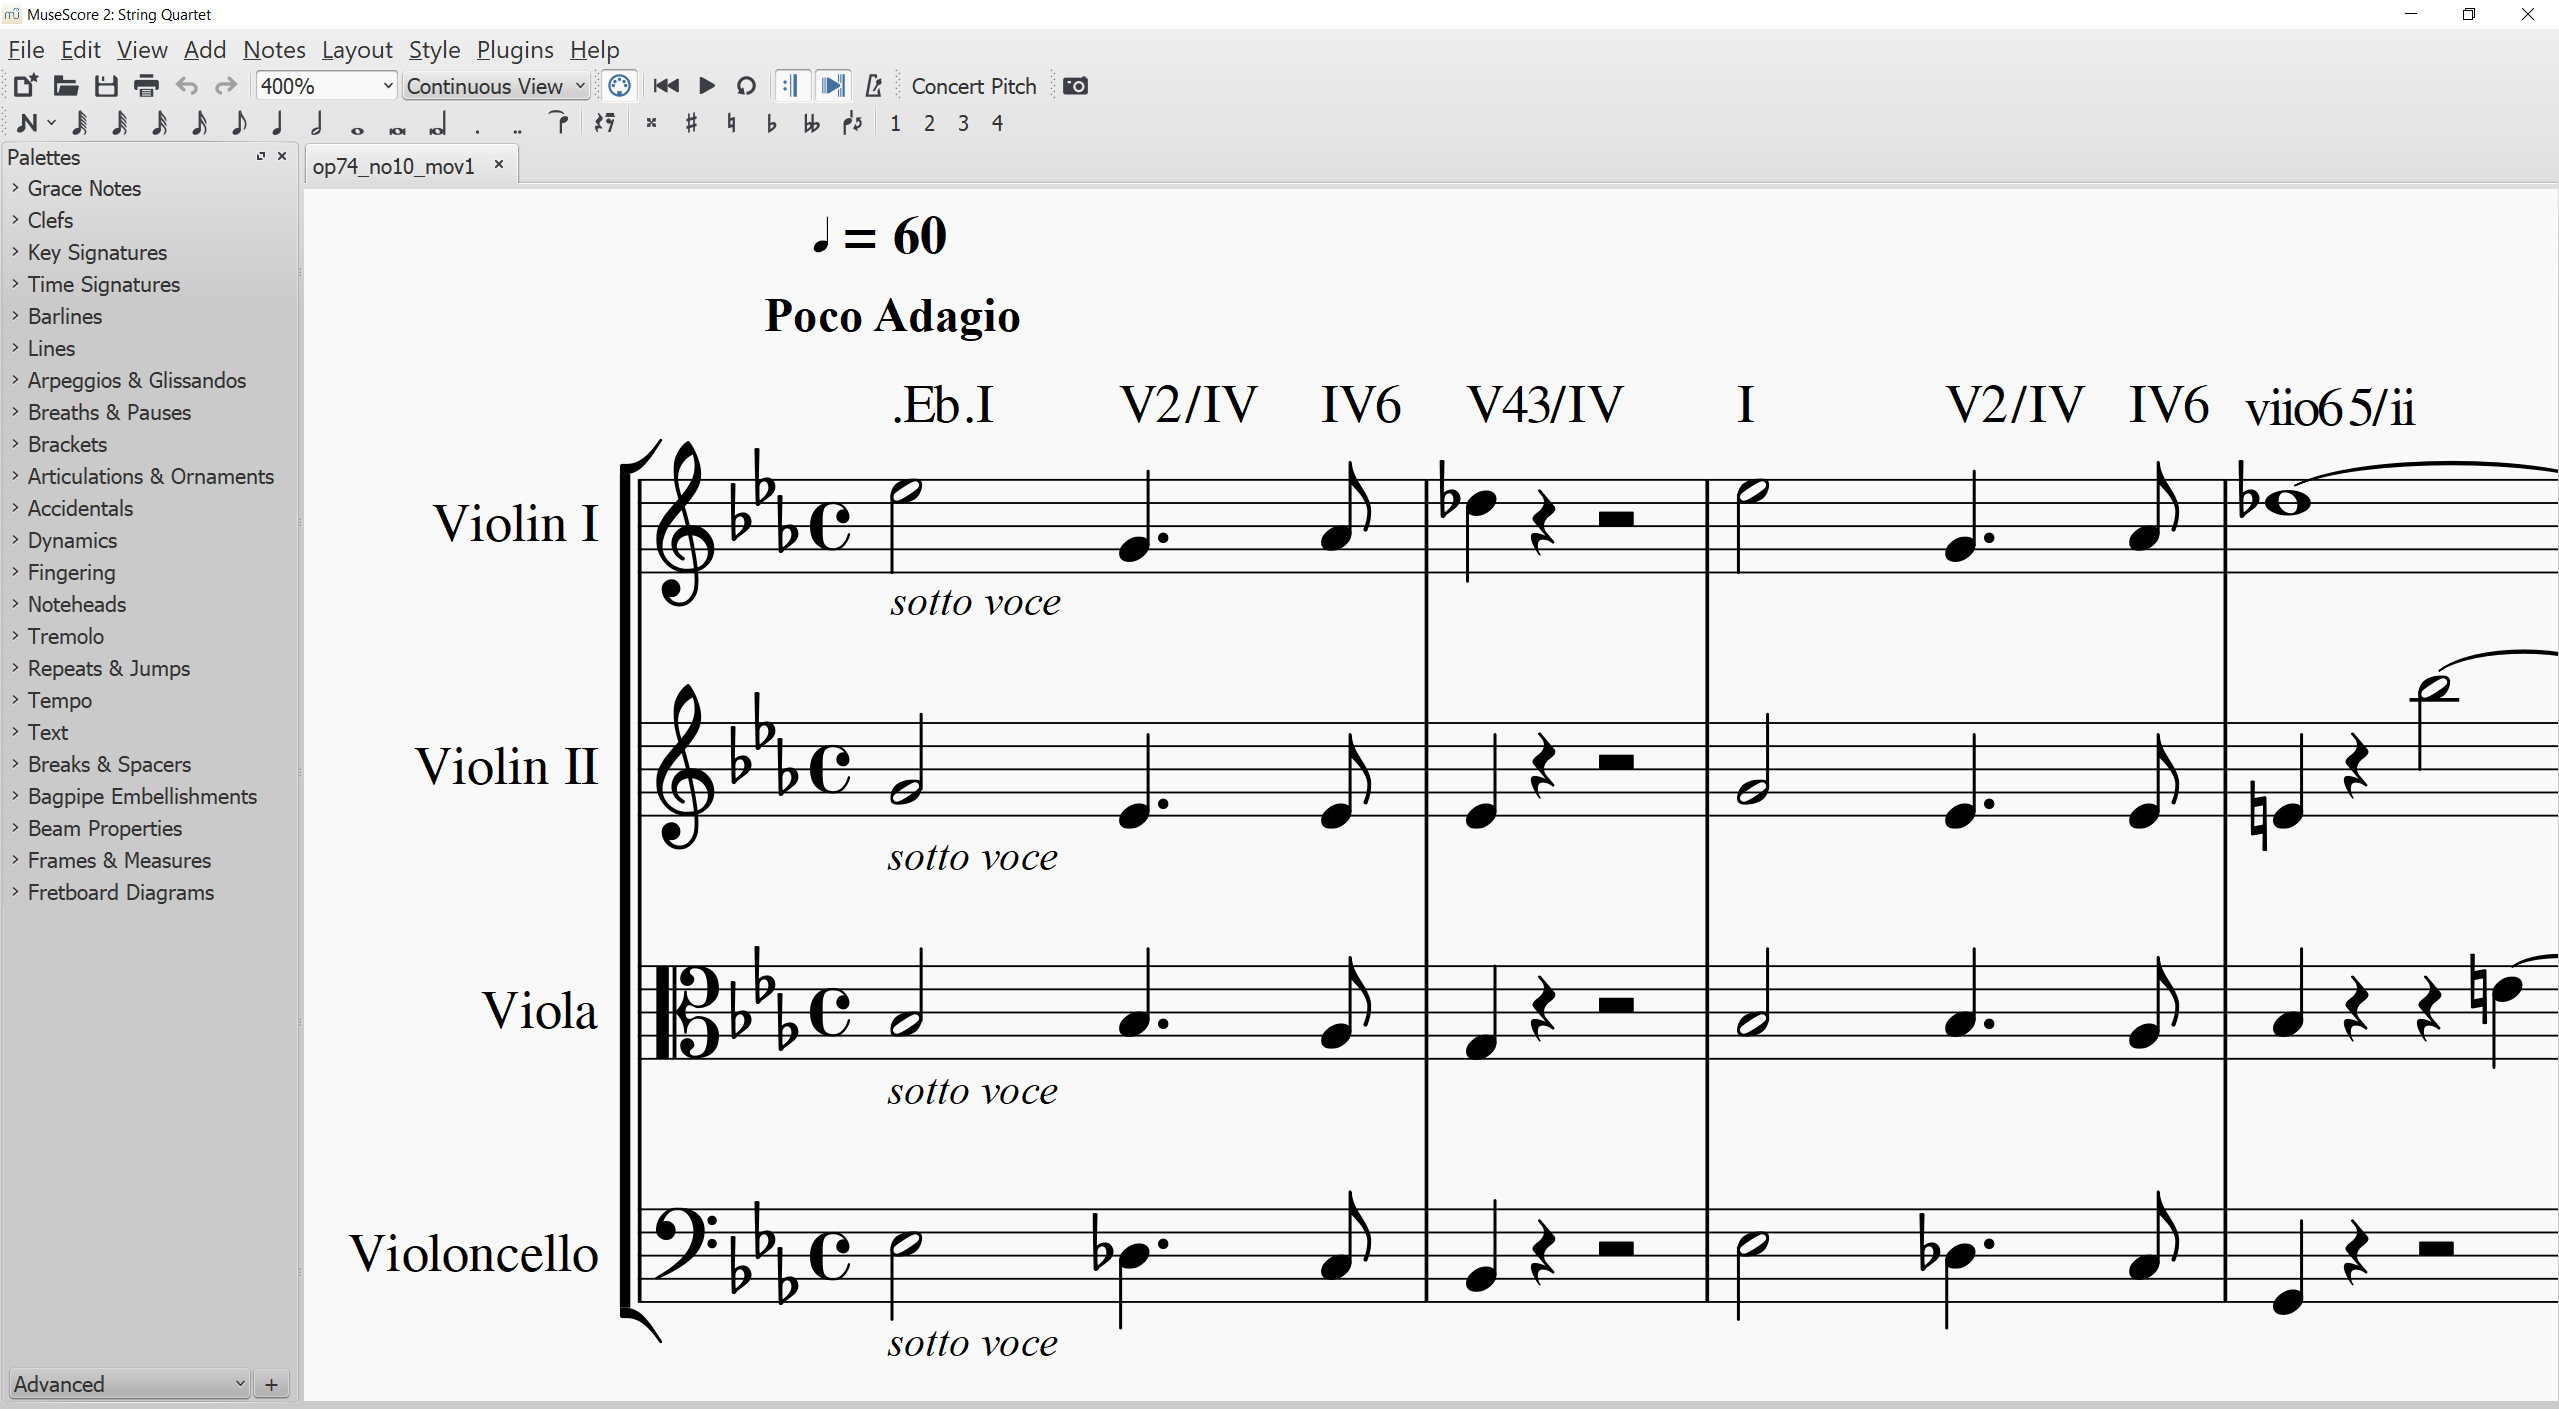 MuseScore 2: String Quartet
File Edit View Add Notes Layout Style Plugins Help
400% Continuous View Concert Pitch
1 2 3 4
Palettes
op74_no10_mov1
Grace Notes
Clefs
Key Signatures
Time Signatures
Barlines
Lines
Arpeggios & Glissandos
Breaths & Pauses
Brackets
Articulations & Ornaments
Accidentals
Dynamics
Fingering
Noteheads
Tremolo
Repeats & Jumps
Tempo
Text
Breaks & Spacers
Bagpipe Embellishments
Beam Properties
Frames & Measures
Fretboard Diagrams
Advanced +
♩ = 60
Poco Adagio
.Eb.I V2/IV IV6 V43/IV I V2/IV IV6 viio65/ii
Violin I
sotto voce
Violin II
sotto voce
Viola
sotto voce
Violoncello
sotto voce